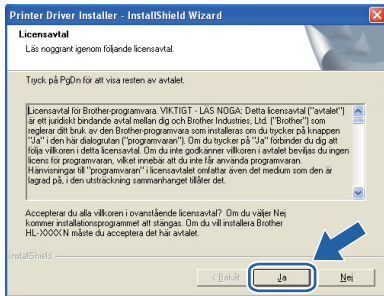 Printer Driver Installer - InstallShield Wizard
Licensavtal
Läs noggrant igenom följande licensavtal.
Tryck på PgDn för att visa resten av avtalet.
Licensavtal för Brother-programvara. VIKTIGT - LÄS NOGA: Detta licensavtal ("avtalet")
är ett juridiskt bindande avtal mellan dig och Brother Industries, Ltd. ("Brother") som
reglerar ditt bruk av den Brother-programvara som installeras om du trycker på knappen
"Ja" i den här dialogrutan ("programvaran"). Om du trycker på "Ja" förbinder du dig att
följa villkoren i detta avtal. Om du inte godkänner villkoren i avtalet beviljas du ingen
licens för programvaran, vilket innebär att du inte får använda programvaran.
Hänvisningar till "programvaran" i licensavtalet omfattar även det medium som den är
lagrad på, i den utsträckning sammanhanget tillåter det.
Accepterar du alla villkoren i ovanstående licensavtal? Om du väljer Nej
kommer installationsprogrammet att stängas. Om du vill installera Brother
HL-XXXX N måste du acceptera det här avtalet.
InstallShield
< Bakåt
Ja
Nej